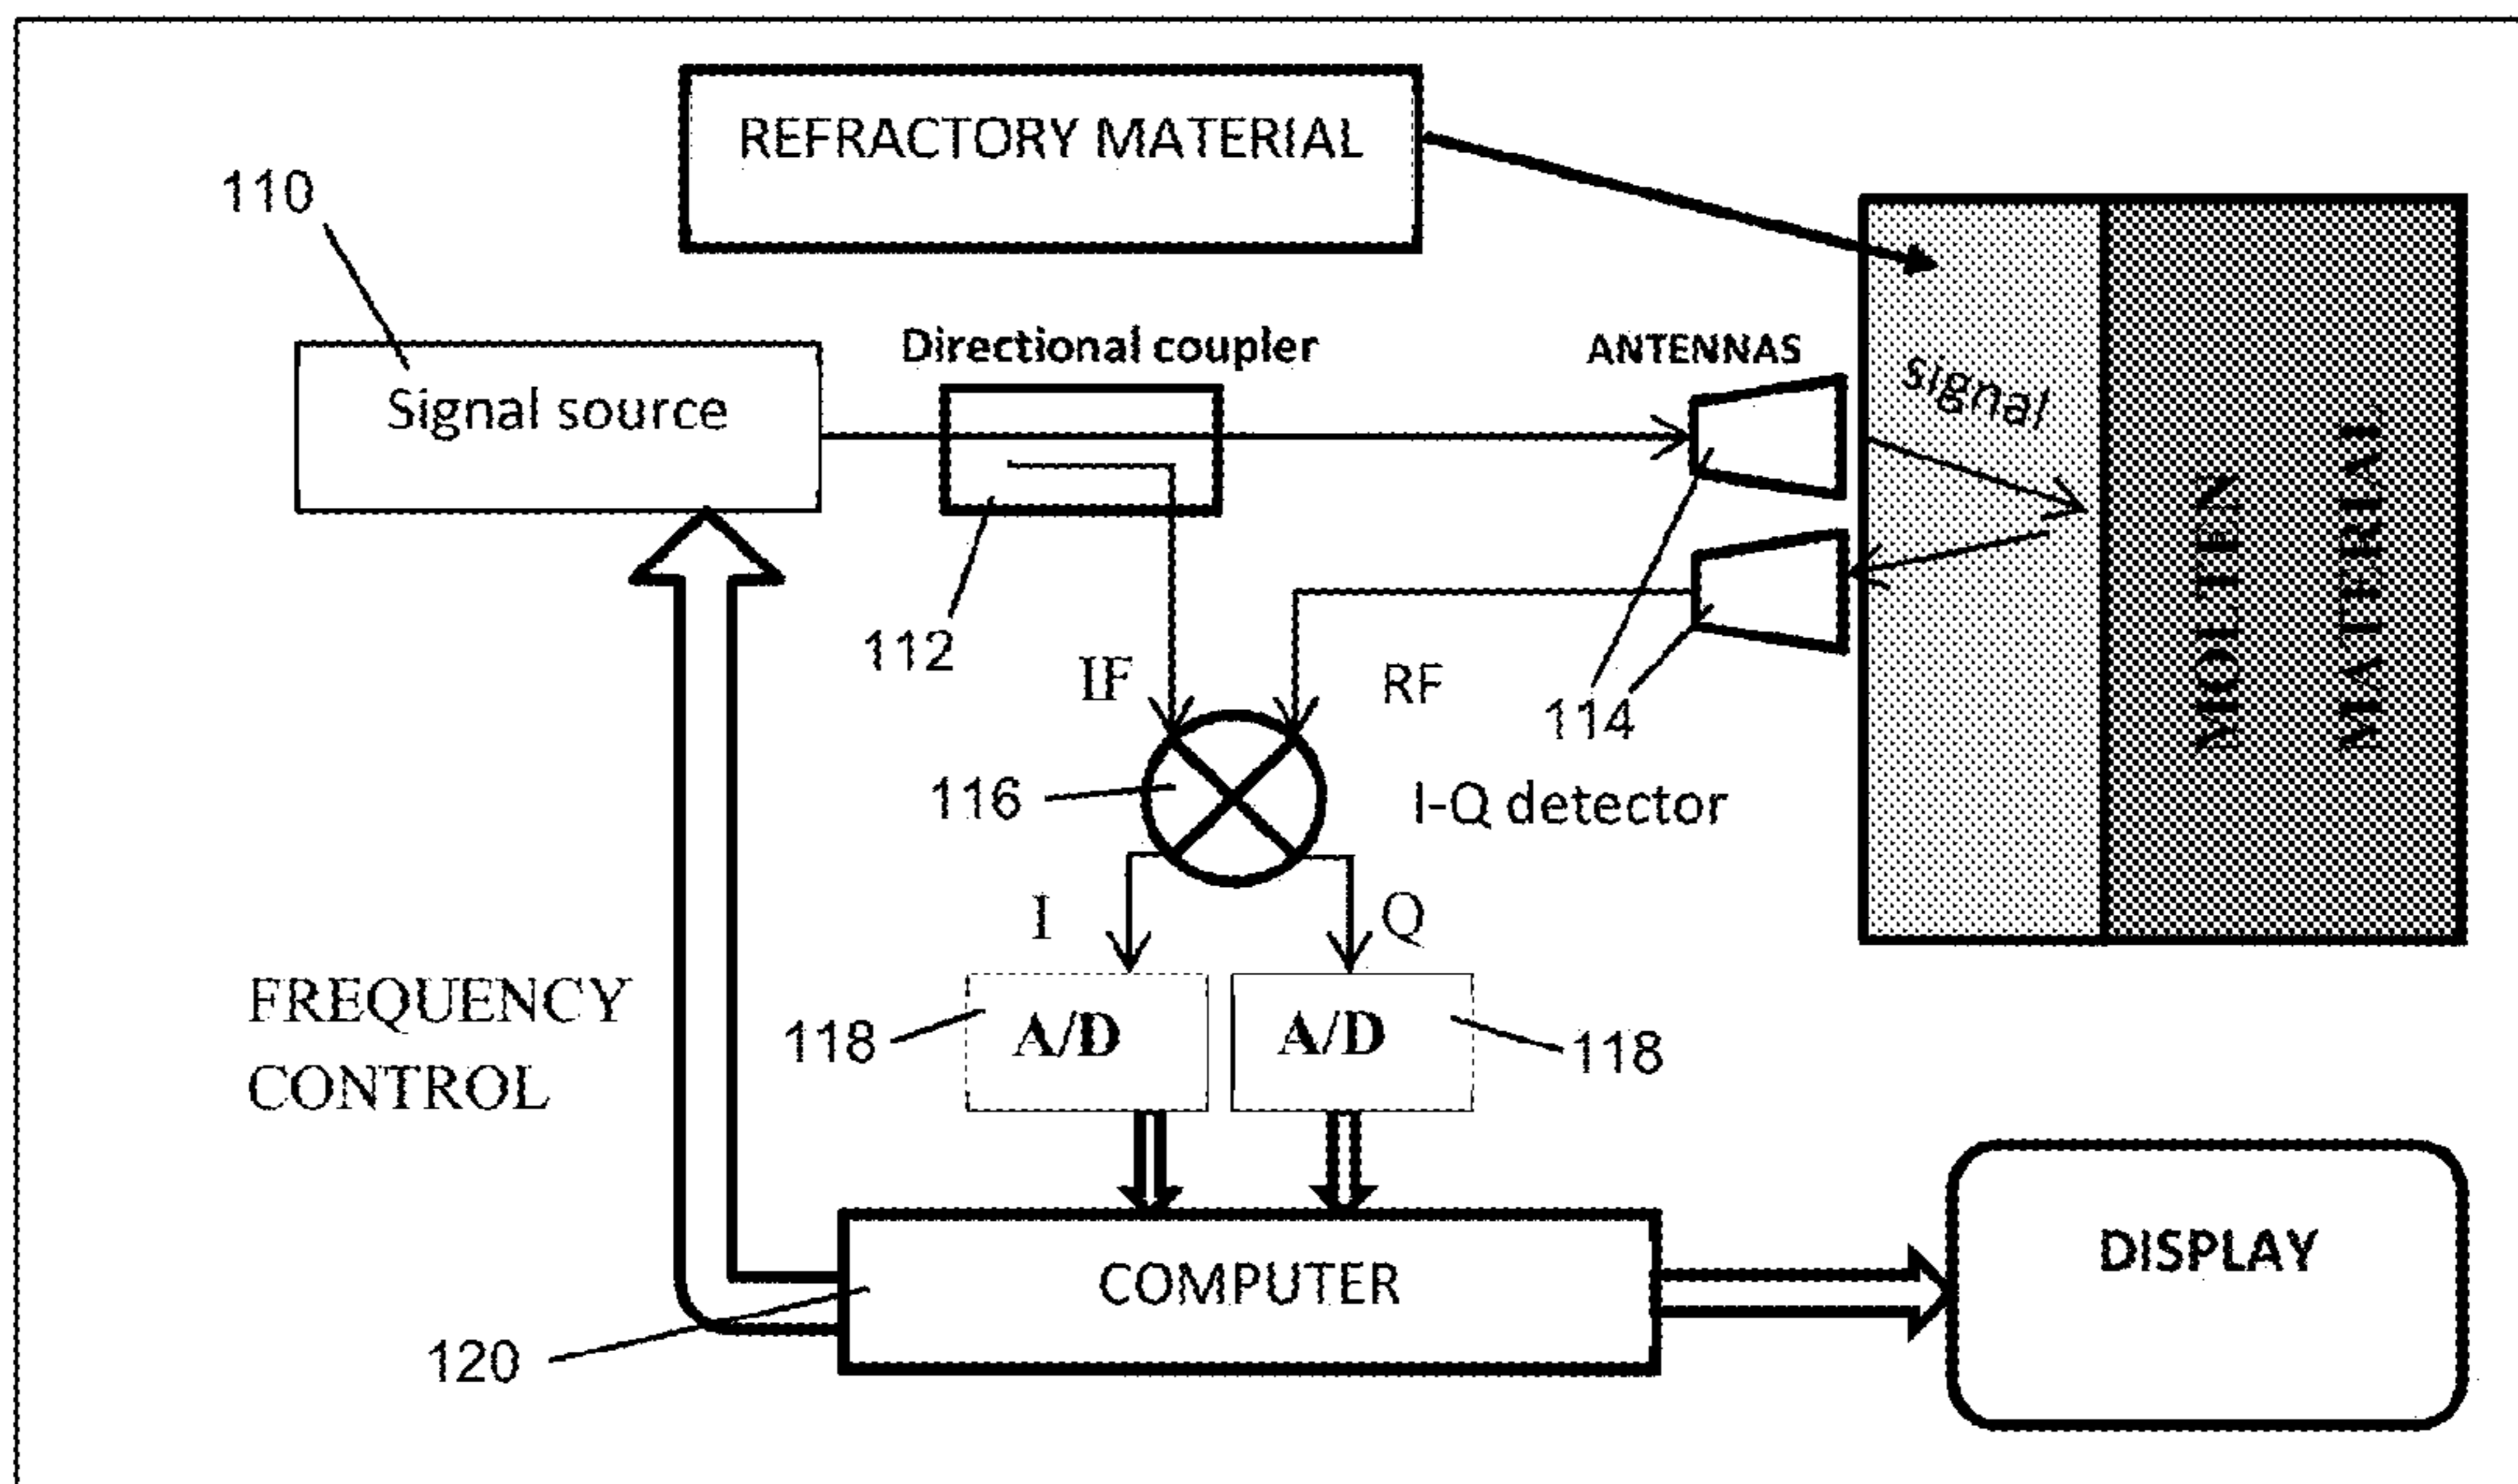 REFRACTORY MATERIAL
110
Directional coupler
ANTENNAS
Signal source
signal
112
IF
RF
114
MOLTEN
MATERIAL
116
I-Q detector
I
Q
FREQUENCY
CONTROL
118
A/D
A/D
118
COMPUTER
DISPLAY
120